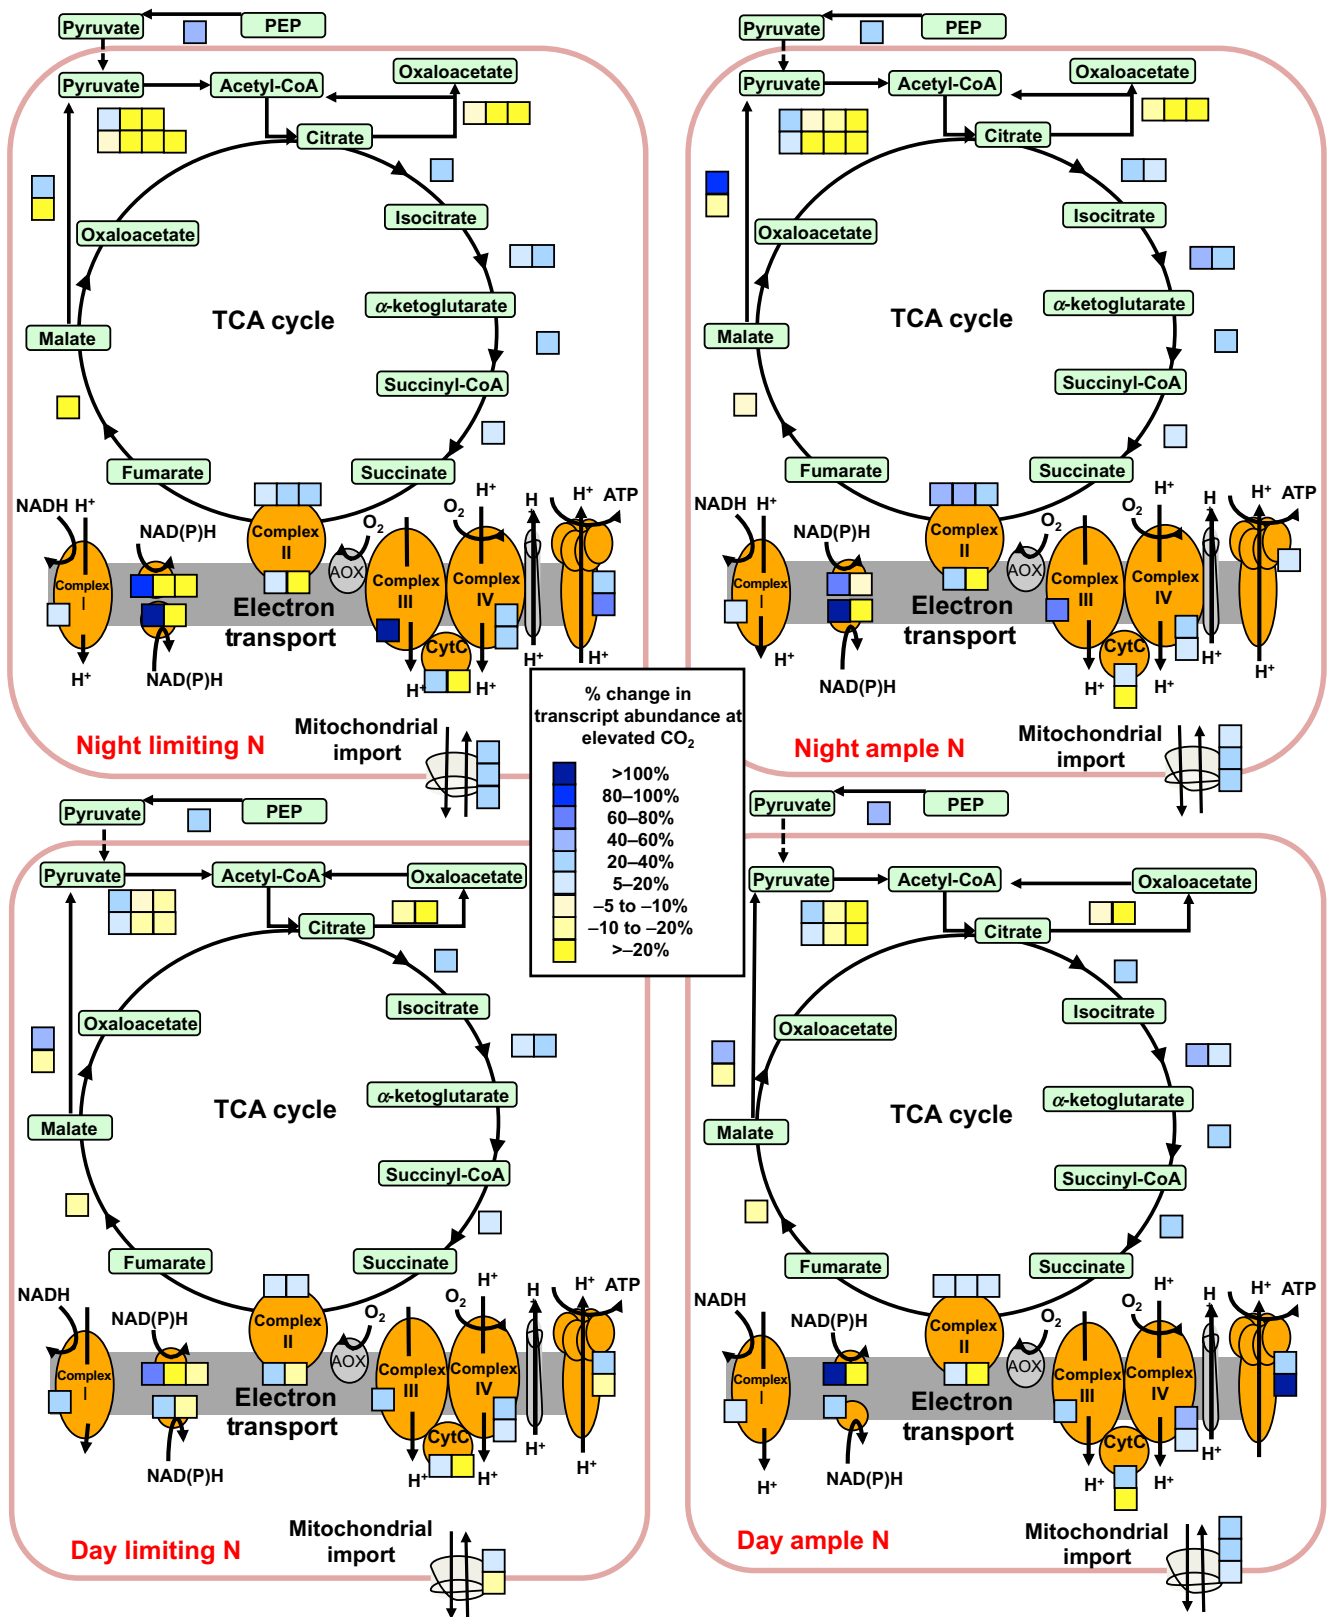 Pyruvate
PEP
Pyruvate
Acetyl-CoA
Oxaloacetate
Citrate
Isocitrate
Oxaloacetate
α-ketoglutarate
TCA cycle
Malate
Succinyl-CoA
Fumarate
Succinate
NADH
H+
NAD(P)H
Complex
II
O2
O2
H+
H
H+
ATP
Complex
I
AOX
Complex
III
Complex
IV
Electron
transport
CytC
H+
NAD(P)H
H+
H+
H+
H+
Night limiting N
Mitochondrial
import
Pyruvate
PEP
Pyruvate
Acetyl-CoA
Oxaloacetate
Citrate
Isocitrate
Oxaloacetate
α-ketoglutarate
TCA cycle
Malate
Succinyl-CoA
Fumarate
Succinate
NADH
H+
NAD(P)H
Complex
II
O2
O2
H+
H
H+
ATP
Complex
I
AOX
Complex
III
Complex
IV
Electron
transport
CytC
H+
NAD(P)H
H+
H+
H+
H+
Night ample N
Mitochondrial
import
% change in
transcript abundance at
elevated CO2
>100%
80–100%
60–80%
40–60%
20–40%
5–20%
–5 to –10%
–10 to –20%
>–20%
Pyruvate
PEP
Pyruvate
Acetyl-CoA
Oxaloacetate
Citrate
Isocitrate
Oxaloacetate
α-ketoglutarate
TCA cycle
Malate
Succinyl-CoA
Fumarate
Succinate
NADH
NAD(P)H
Complex
II
O2
O2
H+
H
H+
ATP
Complex
I
AOX
Complex
III
Complex
IV
Electron
transport
CytC
NAD(P)H
H+
H+
H+
Day limiting N
Mitochondrial
import
Pyruvate
PEP
Pyruvate
Acetyl-CoA
Oxaloacetate
Citrate
Isocitrate
Oxaloacetate
α-ketoglutarate
TCA cycle
Malate
Succinyl-CoA
Fumarate
Succinate
NADH
NAD(P)H
Complex
II
O2
O2
H+
H
H+
ATP
Complex
I
AOX
Complex
III
Complex
IV
Electron
transport
CytC
H+
NAD(P)H
H+
H+
H+
Day ample N
Mitochondrial
import